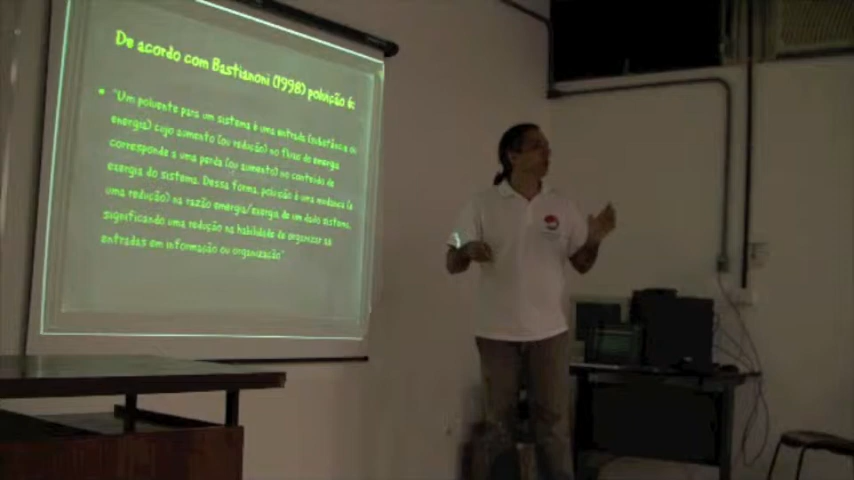 De acordo com Bastianoni (1998) poluição é:
• "Um poluente para um sistema é uma entrada (substância ou
energia) cujo aumento (ou redução) no fluxo de emergia
corresponde a uma perda (ou aumento) no conteúdo de
exergia do sistema. Dessa forma, poluição é uma mudança (e
uma redução) na razão emergia/exergia de um dado sistema,
significando uma redução na habilidade de organizar as
entradas em informação ou organização"